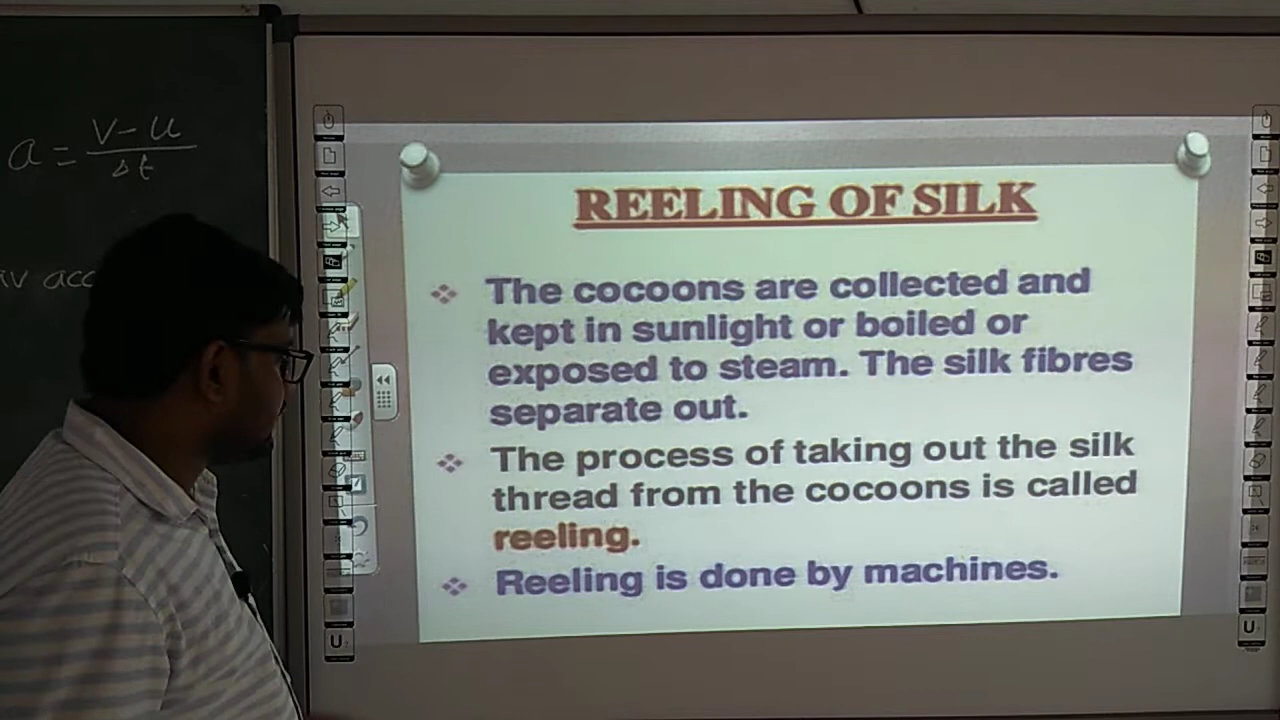 a = v - u
Δt
acc
REELING OF SILK
The cocoons are collected and
kept in sunlight or boiled or
exposed to steam. The silk fibres
separate out.
The process of taking out the silk
thread from the cocoons is called
reeling.
Reeling is done by machines.
U
U